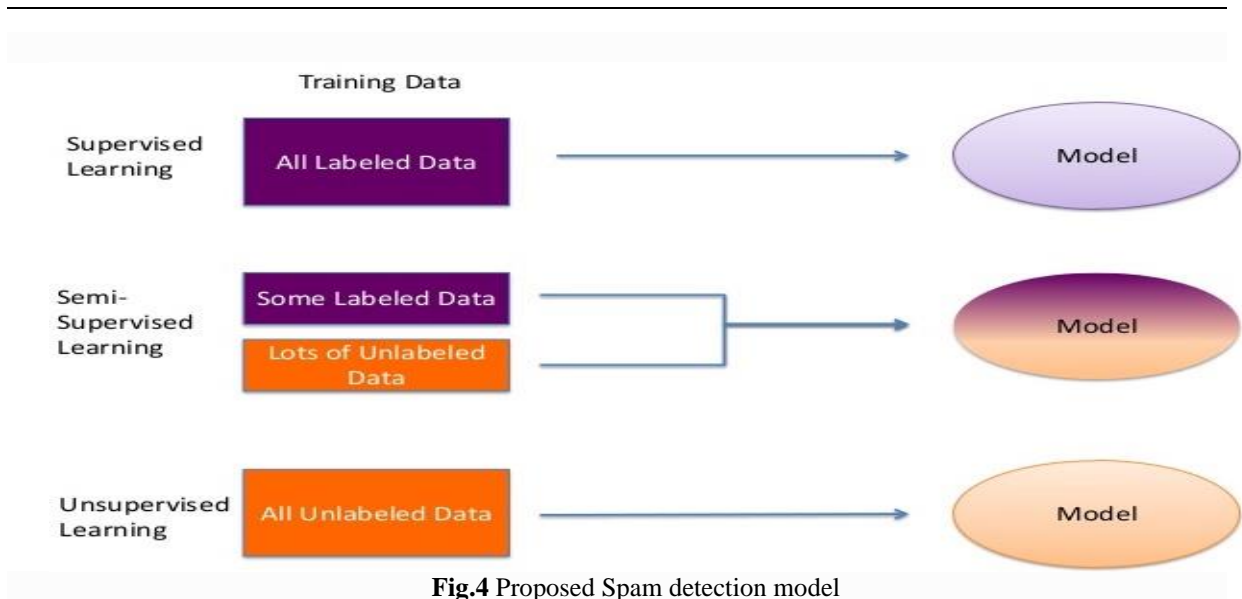 Training Data
Supervised
Learning
All Labeled Data
Model
Semi-
Supervised
Learning
Some Labeled Data
Lots of Unlabeled
Data
Model
Unsupervised
Learning
All Unlabeled Data
Model
Fig.4 Proposed Spam detection model